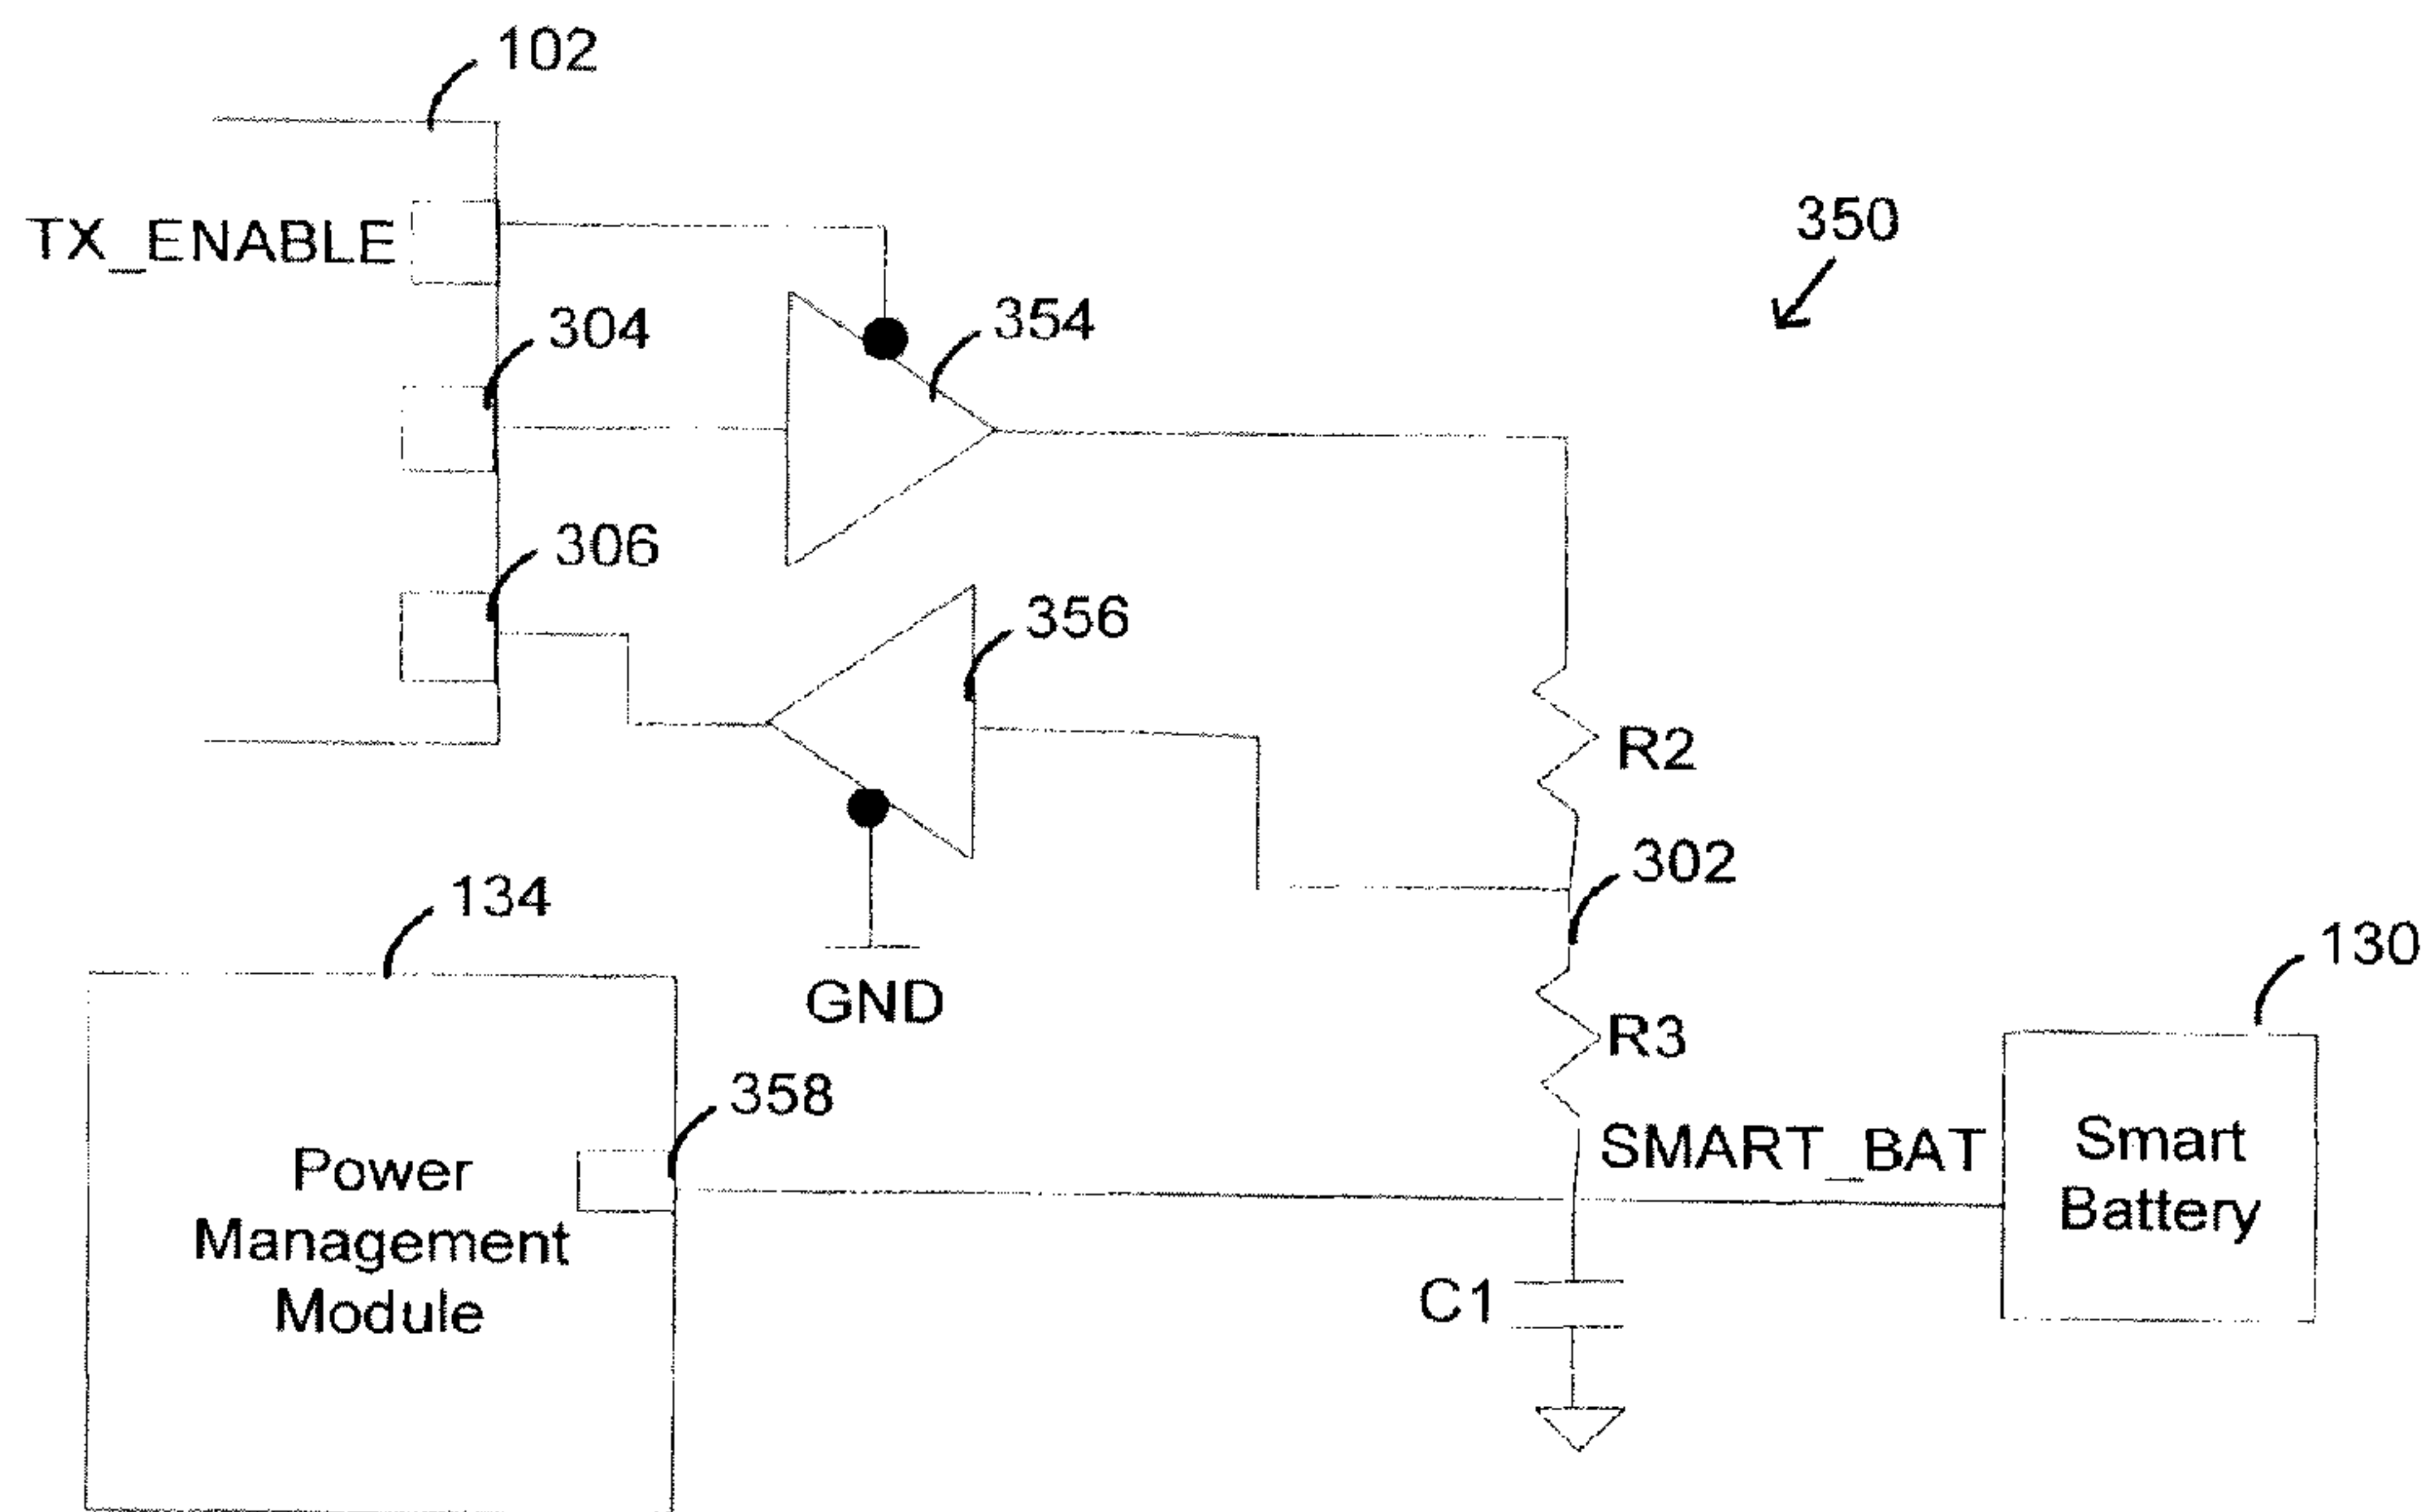 102
TX_ENABLE
350
304
354
306
356
R2
302
134
130
GND
R3
358
SMART_BAT
Smart
Battery
Power
Management
Module
C1